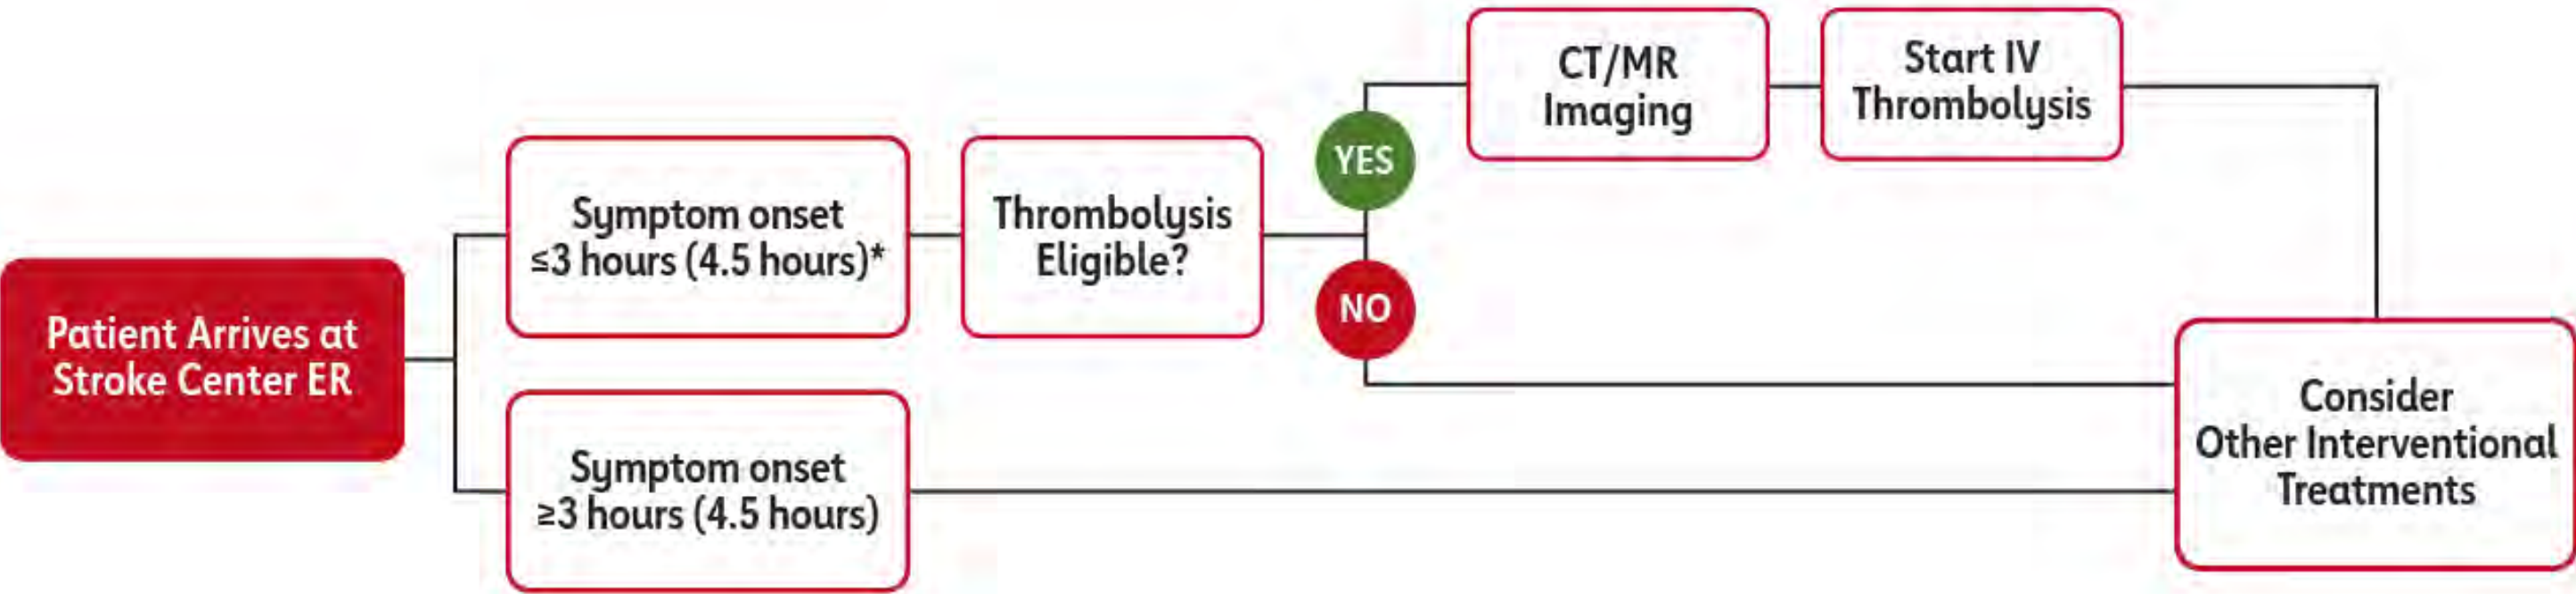 Patient Arrives at
Stroke Center ER
Symptom onset
≤3 hours (4.5 hours)*
Thrombolysis
Eligible?
YES
CT/MR
Imaging
Start IV
Thrombolysis
NO
Symptom onset
≥3 hours (4.5 hours)
Consider
Other Interventional
Treatments